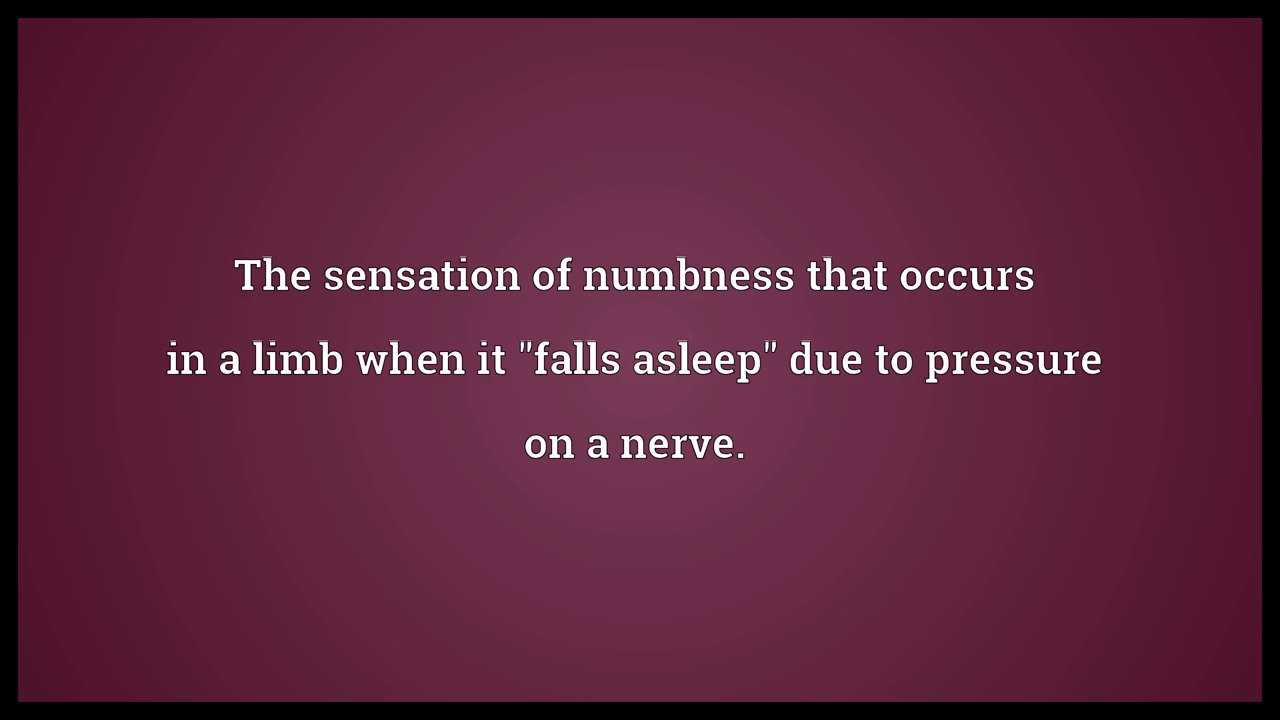 The sensation of numbness that occurs
in a limb when it "falls asleep" due to pressure
on a nerve.